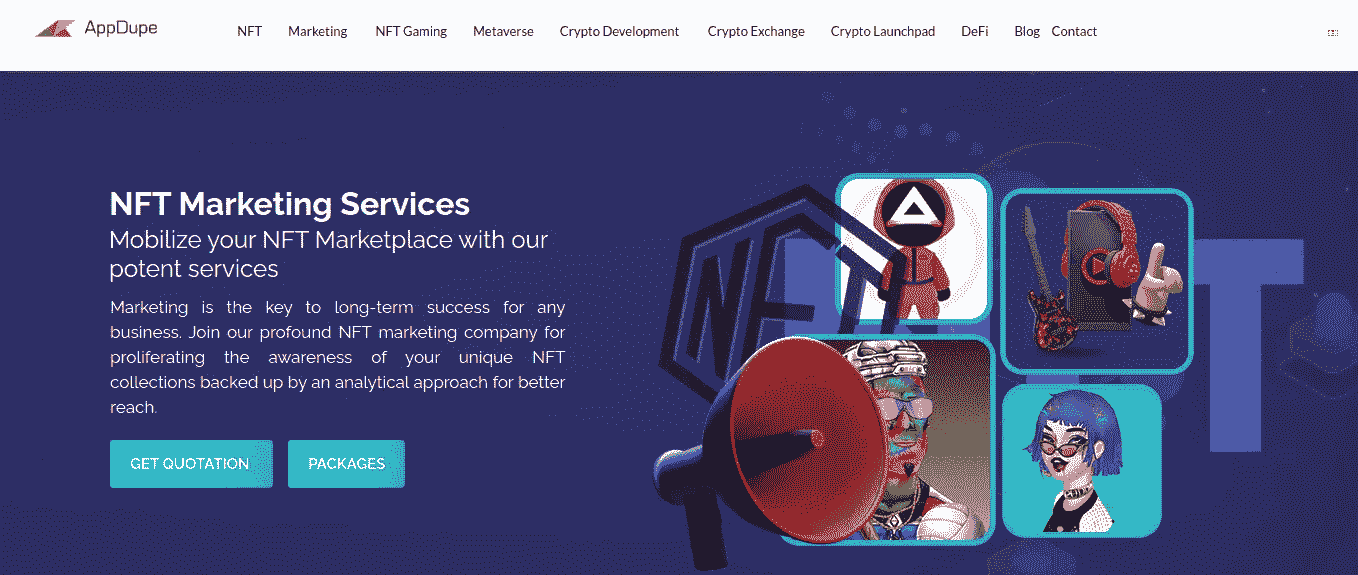 AppDupe
NFT Marketing NFT Gaming Metaverse Crypto Development Crypto Exchange Crypto Launchpad DeFi Blog Contact
NFT Marketing Services
Mobilize your NFT Marketplace with our
potent services
Marketing is the key to long-term success for any
business. Join our profound NFT marketing company for
proliferating the awareness of your unique NFT
collections backed up by an analytical approach for better
reach.
GET QUOTATION PACKAGES
NFT